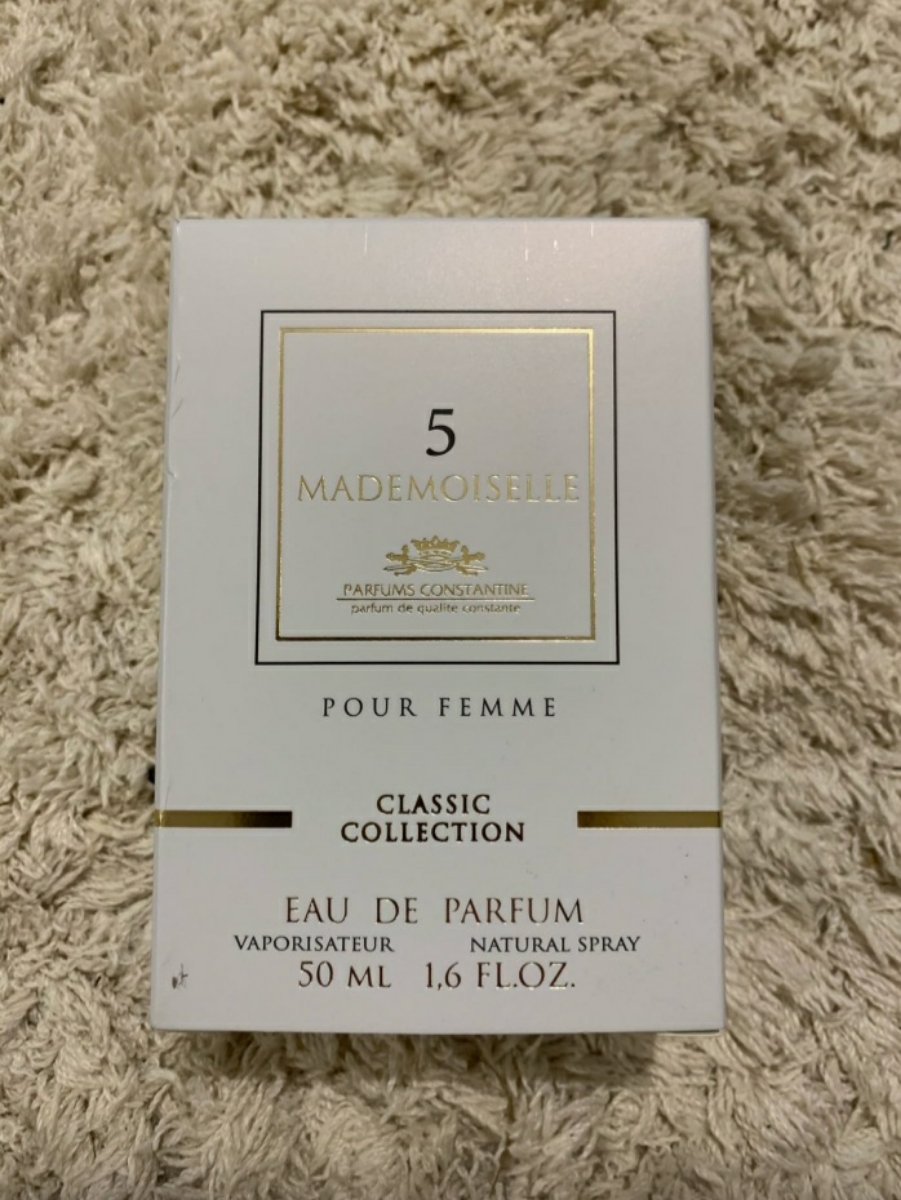 5
MADEMOISELLE
PARFUMS CONSTANTINE
parfum de qualite constante
POUR FEMME
CLASSIC
COLLECTION
EAU DE PARFUM
VAPORISATEUR NATURAL SPRAY
50 ML 1,6 FL.OZ.